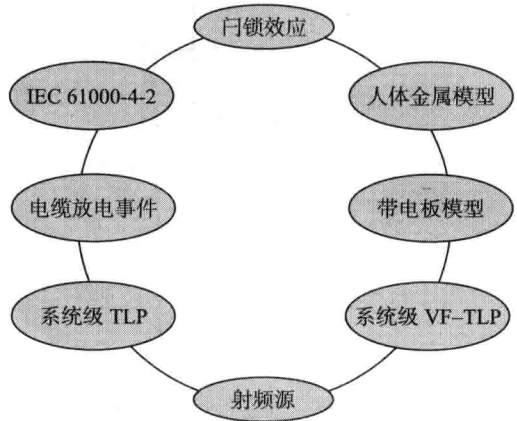 闩锁效应
IEC 61000-4-2
人体金属模型
电缆放电事件
带电板模型
系统级 TLP
系统级 VF–TLP
射频源